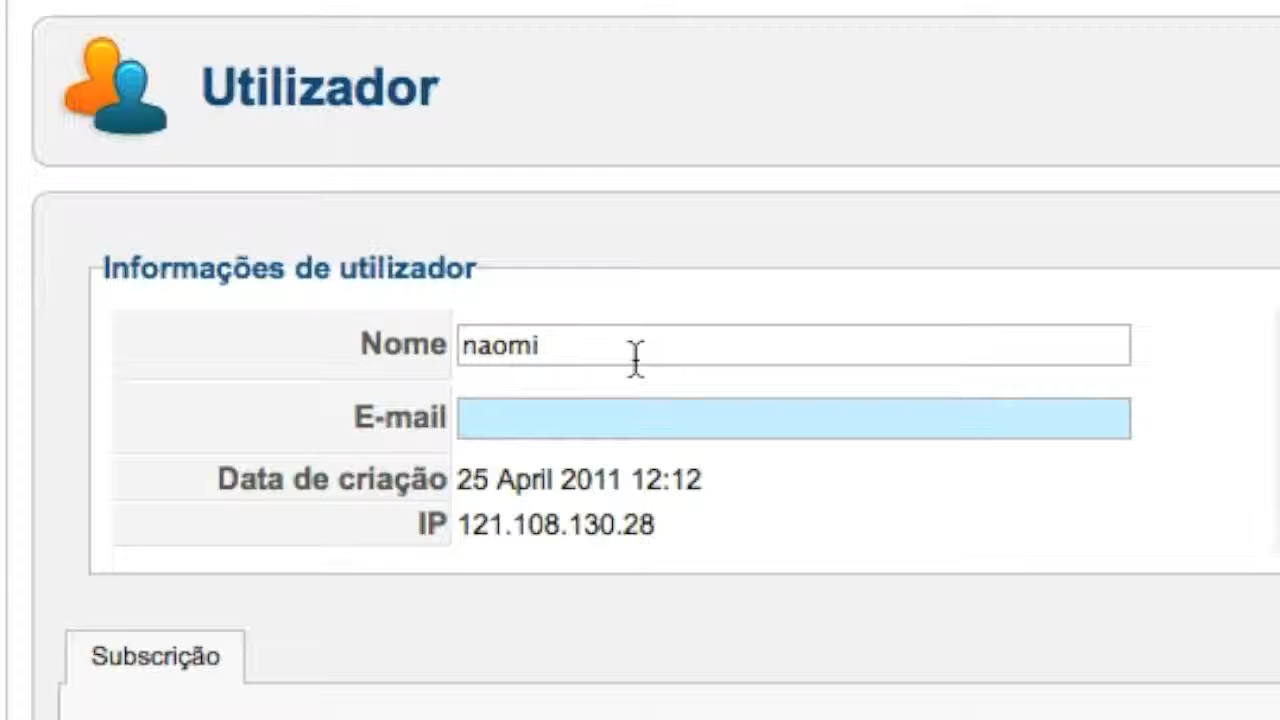 Utilizador
Informações de utilizador
Nome naomi
E-mail
Data de criação 25 April 2011 12:12
IP 121.108.130.28
Subscrição